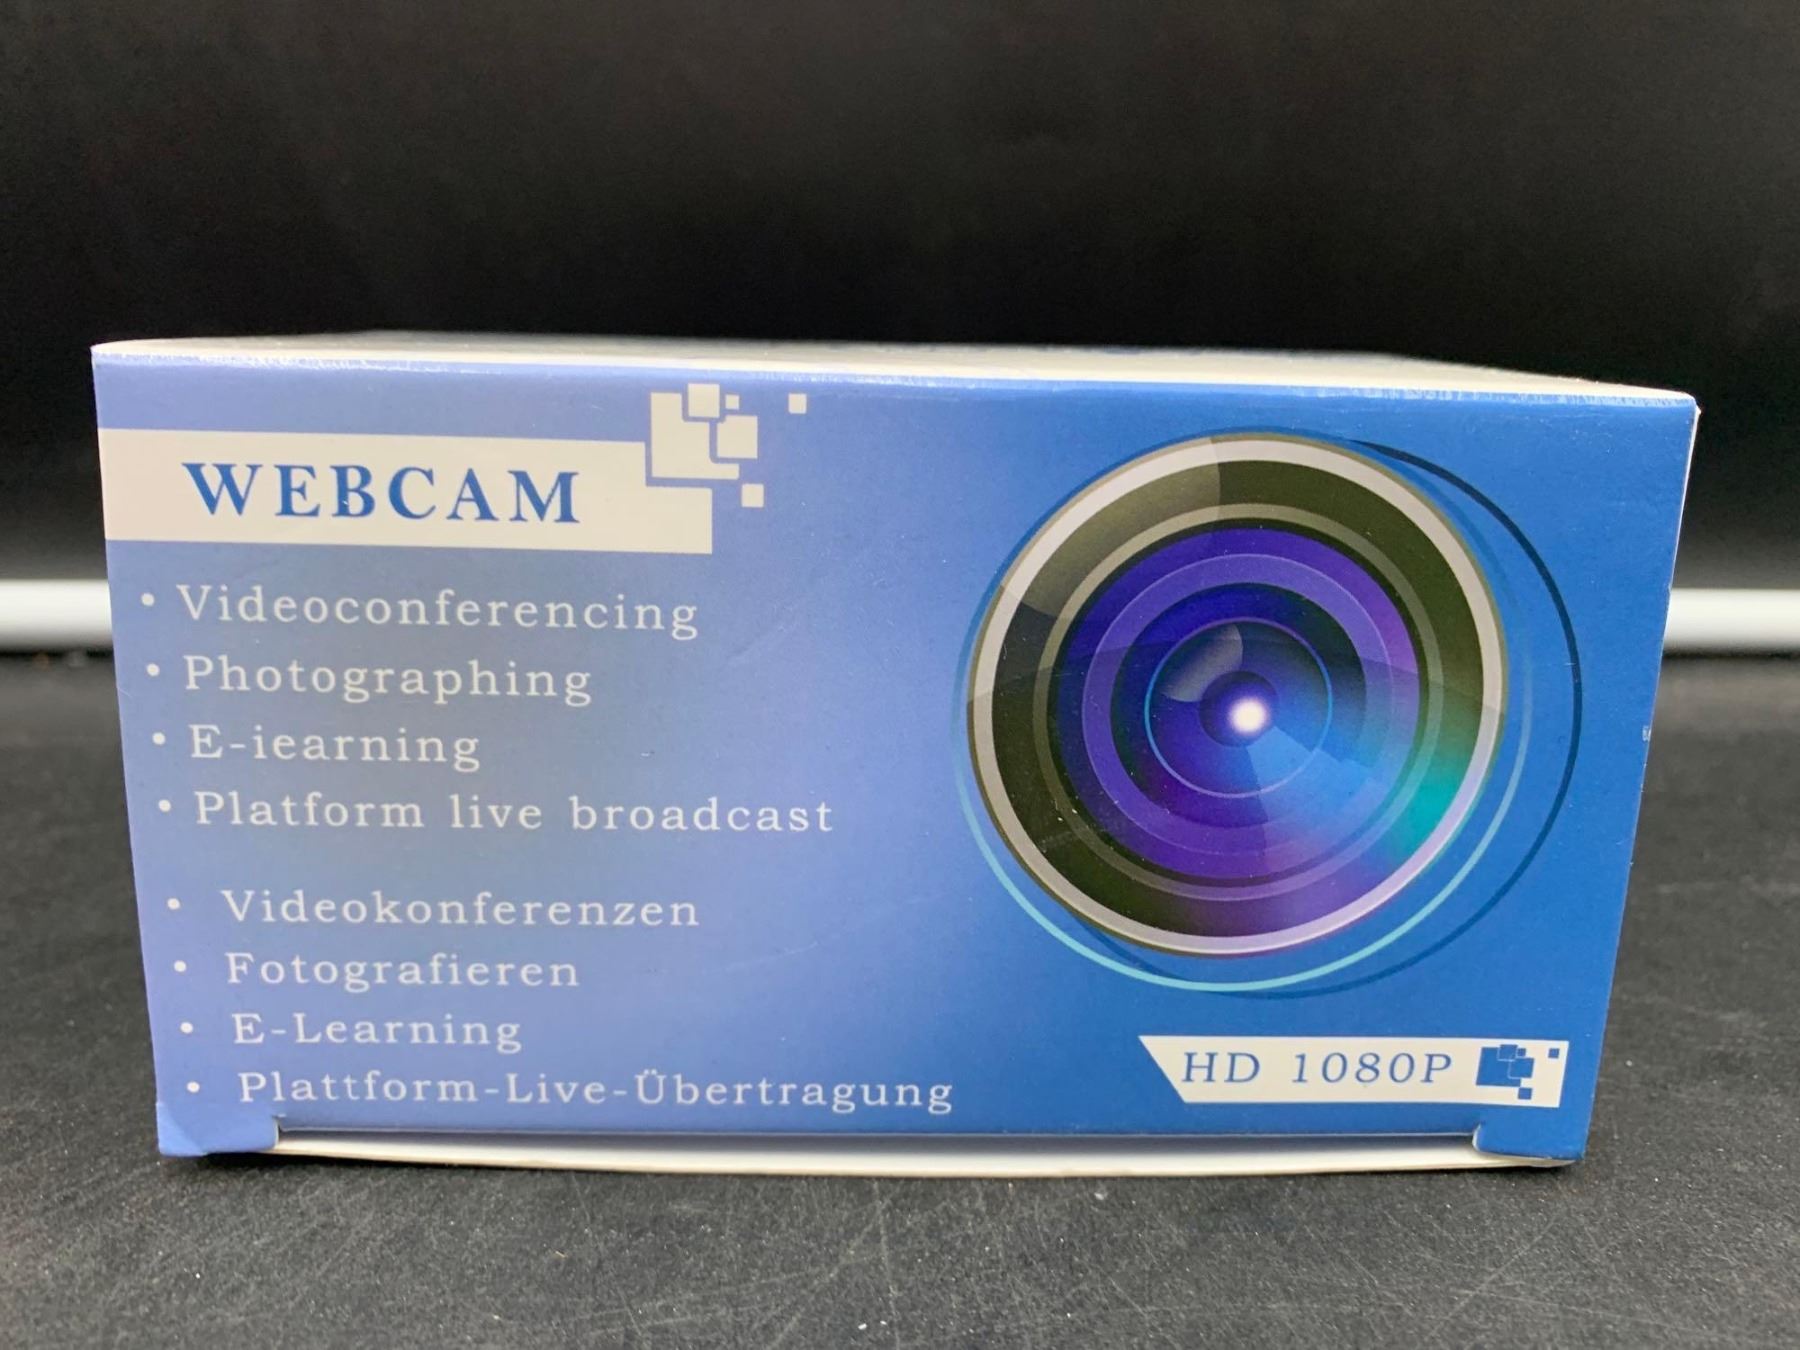 WEBCAM
• Videoconferencing
• Photographing
• E-iearning
• Platform live broadcast
• Videokonferenzen
• Fotografieren
• E-Learning
• Plattform-Live-Übertragung
HD 1080P